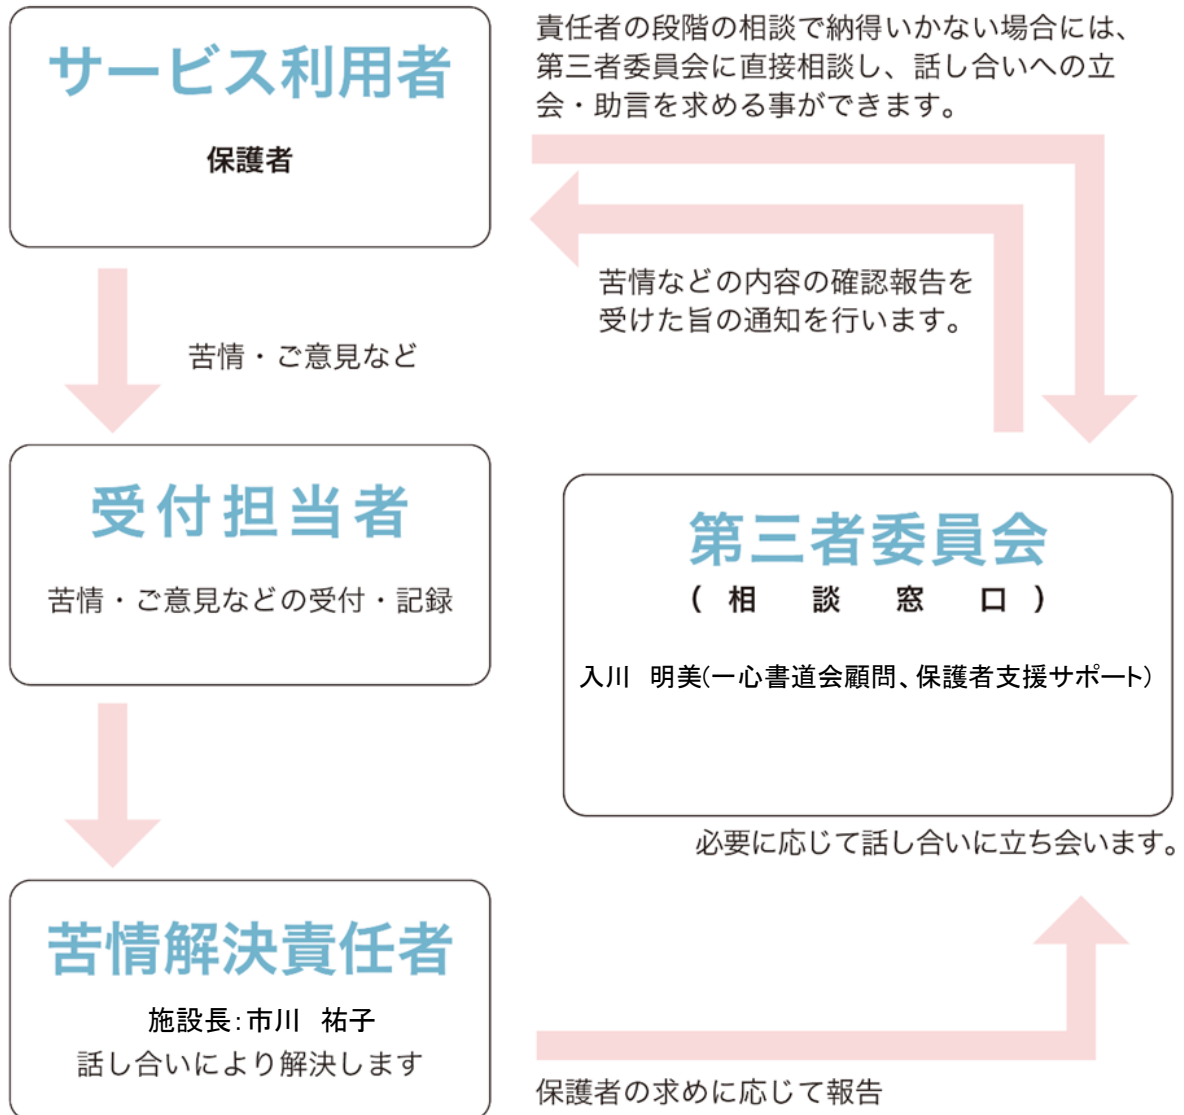 サービス利用者
保護者
責任者の段階の相談で納得いかない場合には、
第三者委員会に直接相談し、話し合いへの立
会・助言を求める事ができます。
苦情などの内容の確認報告を
受けた旨の通知を行います。
苦情・ご意見など
受付担当者
苦情・ご意見などの受付・記録
第三者委員会
(相 談 窓 口)
入川 明美(一心書道会顧問、保護者支援サポート)
必要に応じて話し合いに立ち会います。
苦情解決責任者
施設長:市川 祐子
話し合いにより解決します
保護者の求めに応じて報告